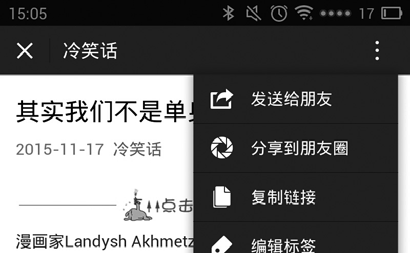 15:05
17
冷笑话
发送给朋友
分享到朋友圈
复制链接
编辑标签
其实我们不是单
2015-11-17 冷笑话
点击
漫画家Landysh Akhmetz